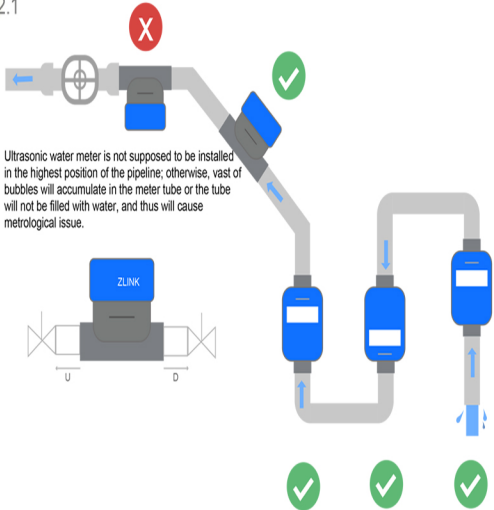 2.1
X
Ultrasonic water meter is not supposed to be installed
in the highest position of the pipeline; otherwise, vast of
bubbles will accumulate in the meter tube or the tube
will not be filled with water, and thus will cause
metrological issue.
ZLINK
U
D